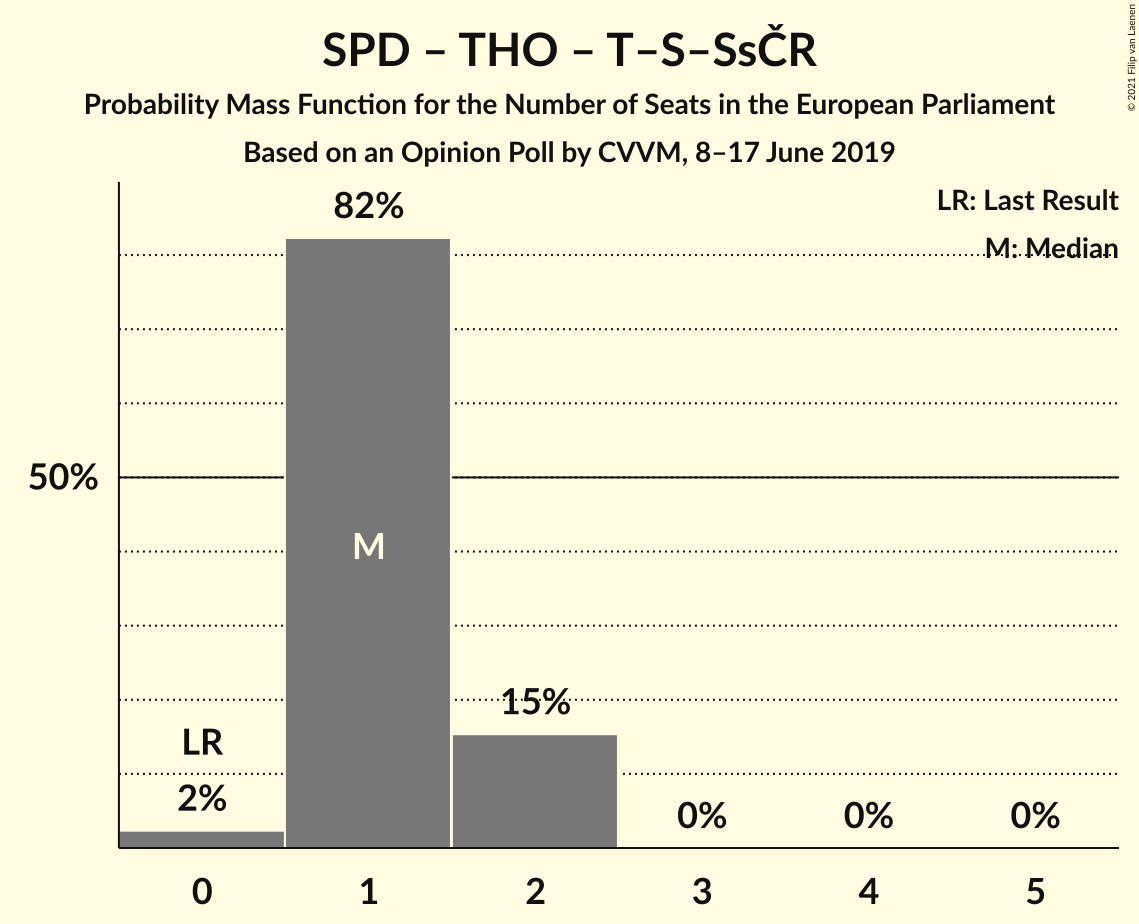 SPD – THO – T–S–SsČR
Probability Mass Function for the Number of Seats in the European Parliament
Based on an Opinion Poll by CVVM, 8–17 June 2019
© 2021 Filip van Laenen
LR: Last Result
M: Median
82%
50%
M
15%
LR
2%
0% 0% 0%
0 1 2 3 4 5